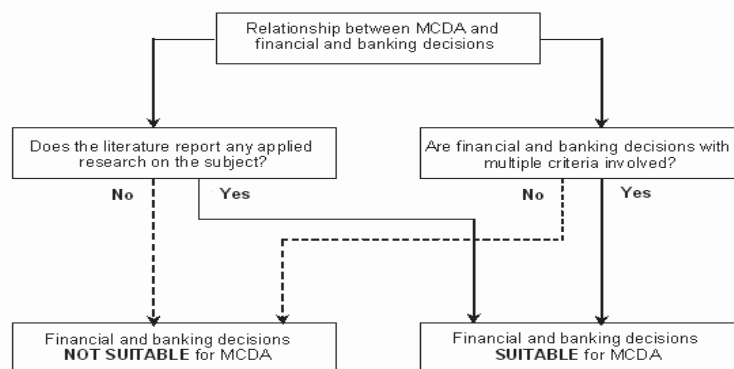 Relationship between MCDA and
financial and banking decisions
Does the literature report any applied
research on the subject?
Are financial and banking decisions with
multiple criteria involved?
No
Yes
No
Yes
Financial and banking decisions
NOT SUITABLE for MCDA
Financial and banking decisions
SUITABLE for MCDA